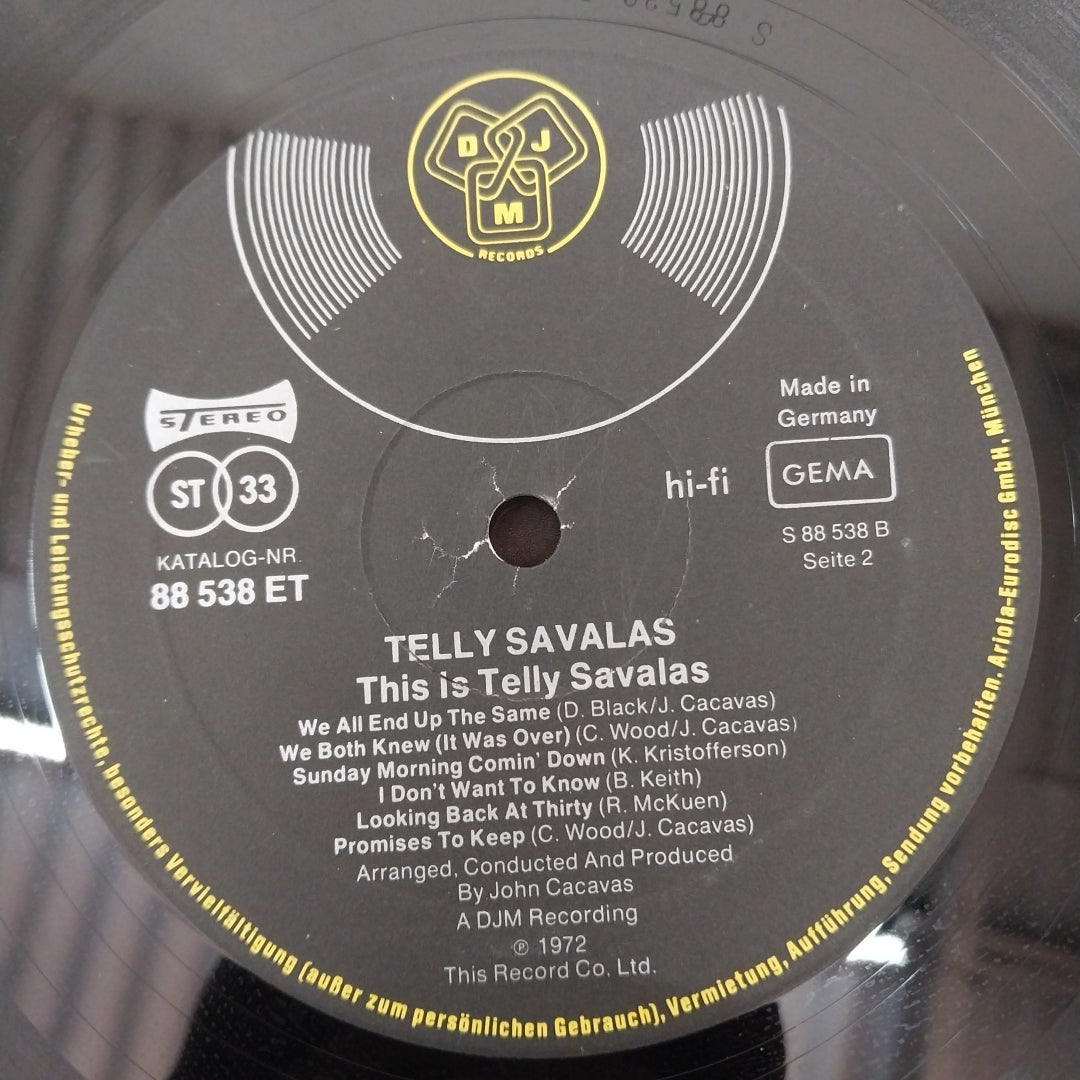 D J
M
RECORDS
STEREO
ST 33
KATALOG-NR.
88 538 ET
Made in
Germany
hi-fi
GEMA
S 88 538 B
Seite 2
TELLY SAVALAS
This is Telly Savalas
We All End Up The Same (D. Black/J. Cacavas)
We Both Knew (It Was Over) (C. Wood/J. Cacavas)
Sunday Morning Comin' Down (K. Kristofferson)
I Don't Want To Know (B. Keith)
Looking Back At Thirty (R. McKuen)
Promises To Keep (C. Wood/J. Cacavas)
Arranged, Conducted And Produced
By John Cacavas
A DJM Recording
℗ 1972
This Record Co. Ltd.
Urheber- und Leistungsschutzrechte, besonders Vervielfältigung (außer zum persönlichen Gebrauch), Vermietung, Aufführung, Sendung vorbehalten. Ariola-Eurodisc GmbH, München